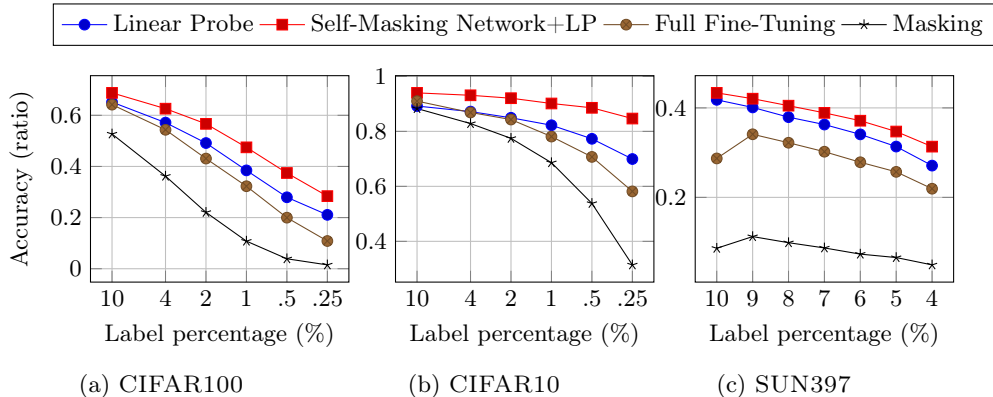 Linear Probe Self-Masking Network+LP Full Fine-Tuning Masking
Accuracy (ratio)
0.6
0.4
0.2
0
10 4 2 1 .5 .25
Label percentage (%)
(a) CIFAR100
1
0.8
0.6
0.4
10 4 2 1 .5 .25
Label percentage (%)
(b) CIFAR10
0.4
0.2
10 9 8 7 6 5 4
Label percentage (%)
(c) SUN397